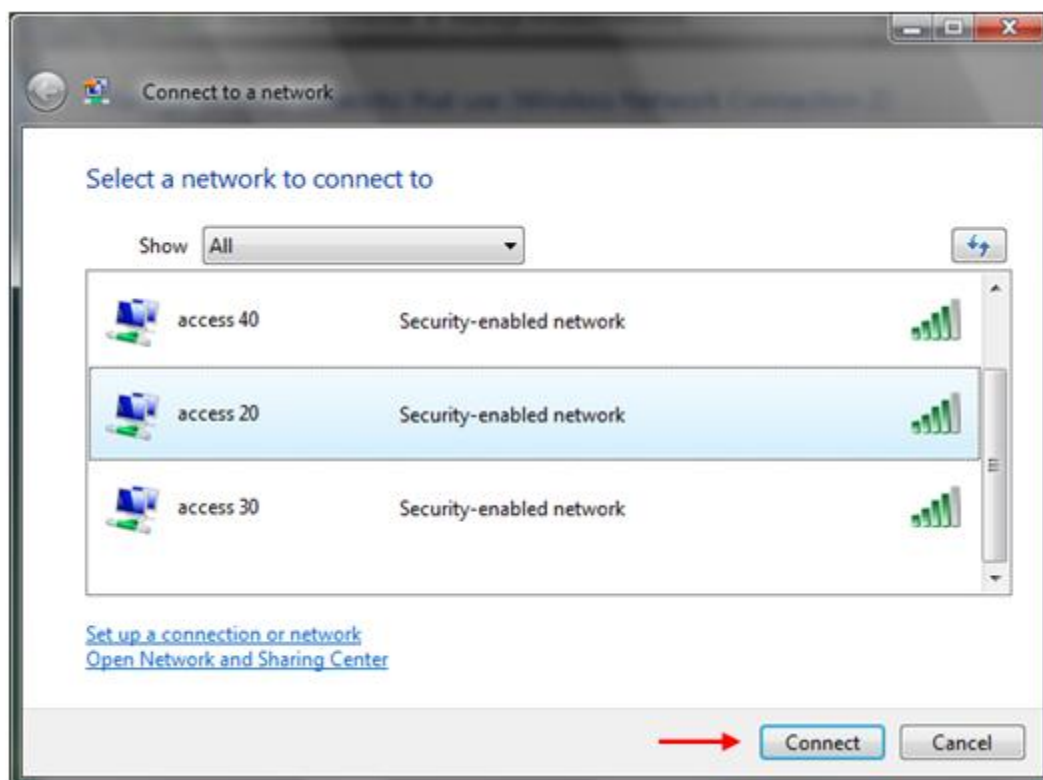 Connect to a network
Select a network to connect to
Show All
access 40 Security-enabled network
access 20 Security-enabled network
access 30 Security-enabled network
Set up a connection or network
Open Network and Sharing Center
Connect Cancel